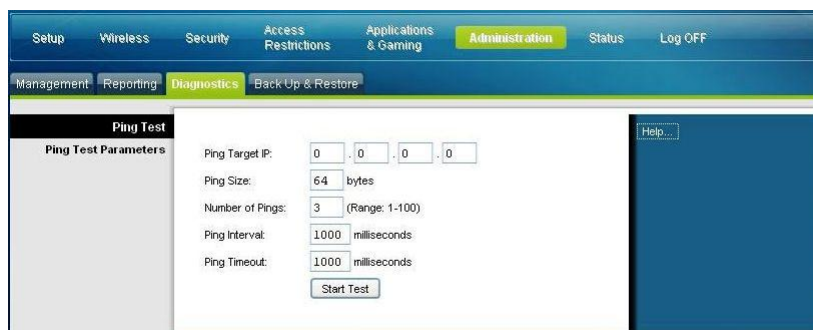 Setup Wireless Security Access Restrictions Applications & Gaming Administration Status Log OFF
Management Reporting Diagnostics Back Up & Restore
Ping Test
Help...
Ping Test Parameters
Ping Target IP: 0 . 0 . 0 . 0
Ping Size: 64 bytes
Number of Pings: 3 (Range: 1-100)
Ping Interval: 1000 milliseconds
Ping Timeout: 1000 milliseconds
Start Test